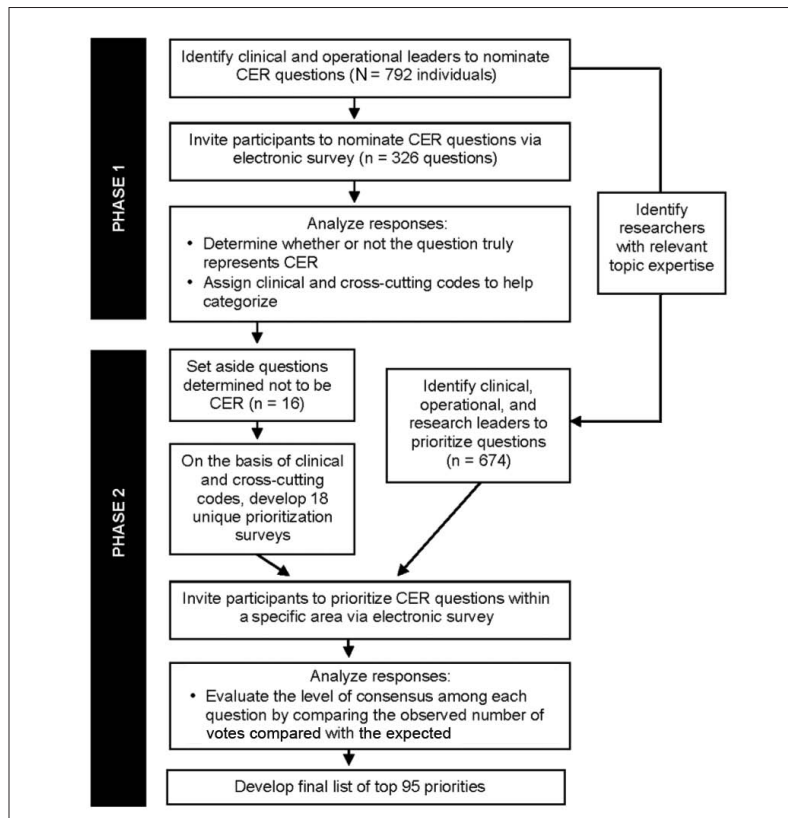 PHASE 1
Identify clinical and operational leaders to nominate
CER questions (N = 792 individuals)
Invite participants to nominate CER questions via
electronic survey (n = 326 questions)
Analyze responses:
• Determine whether or not the question truly
represents CER
• Assign clinical and cross-cutting codes to help
categorize
Identify
researchers
with relevant
topic expertise
PHASE 2
Set aside questions
determined not to be
CER (n = 16)
Identify clinical,
operational, and
research leaders to
prioritize questions
(n = 674)
On the basis of clinical
and cross-cutting
codes, develop 18
unique prioritization
surveys
Invite participants to prioritize CER questions within
a specific area via electronic survey
Analyze responses:
• Evaluate the level of consensus among each
question by comparing the observed number of
votes compared with the expected
Develop final list of top 95 priorities